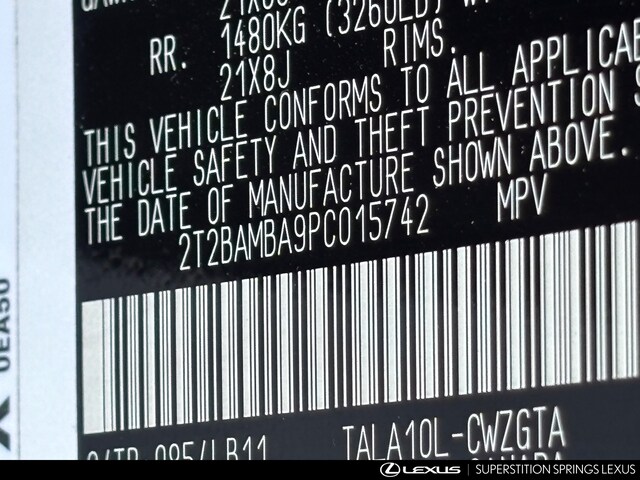 RR. 1480KG (3260LB)
21X8J RIMS.
THIS VEHICLE CONFORMS TO ALL
VEHICLE SAFETY AND THEFT PREVENTION
THE DATE OF MANUFACTURE SHOWN ABOVE.
2T2BAMBA9PC015742 MPV
TALA10L-CWZGTA
0EA50
LEXUS | SUPERSTITION SPRINGS LEXUS